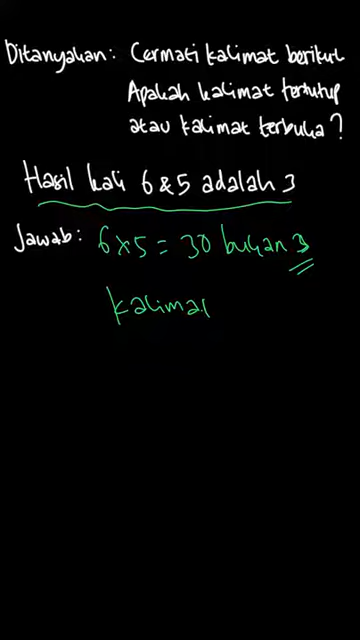 Ditanyakan: Cermati kalimat berikut
Apakah kalimat tertutup
atau kalimat terbuka?
Hasil kali 6 & 5 adalah 3
Jawab: 6 x 5 = 30 bukan 3
kalimat